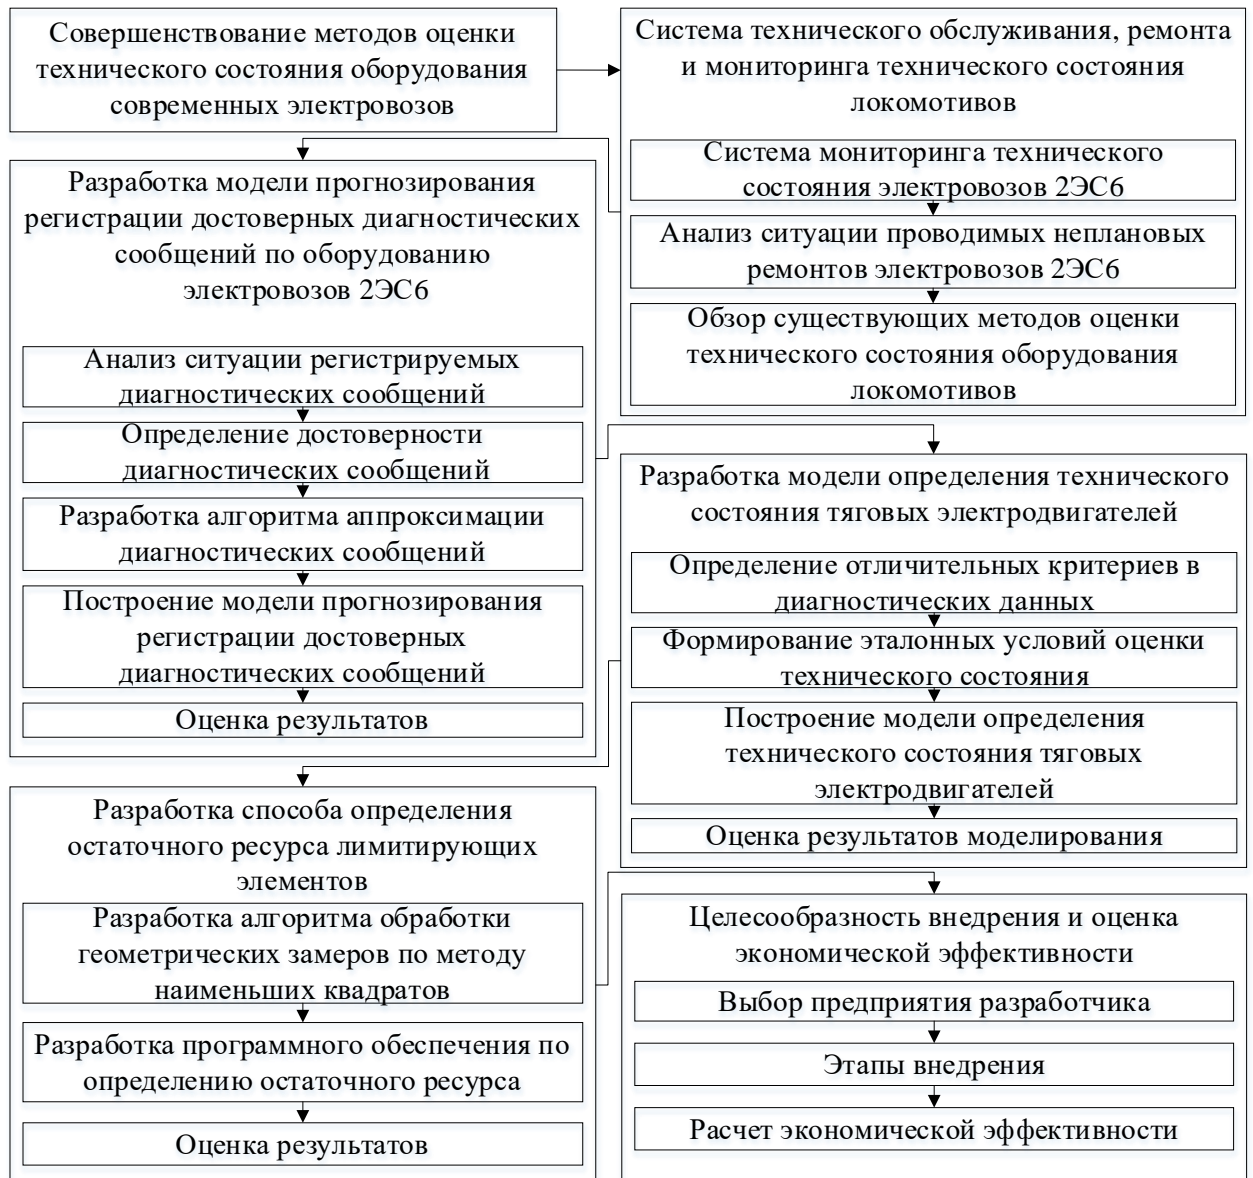 Совершенствование методов оценки
технического состояния оборудования
современных электровозов
Система технического обслуживания, ремонта
и мониторинга технического состояния
локомотивов
Система мониторинга технического
состояния электровозов 2ЭС6
Анализ ситуации проводимых неплановых
ремонтов электровозов 2ЭС6
Обзор существующих методов оценки
технического состояния оборудования
локомотивов
Разработка модели прогнозирования
регистрации достоверных диагностических
сообщений по оборудованию
электровозов 2ЭС6
Анализ ситуации регистрируемых
диагностических сообщений
Определение достоверности
диагностических сообщений
Разработка алгоритма аппроксимации
диагностических сообщений
Построение модели прогнозирования
регистрации достоверных
диагностических сообщений
Оценка результатов
Разработка модели определения технического
состояния тяговых электродвигателей
Определение отличительных критериев в
диагностических данных
Формирование эталонных условий оценки
технического состояния
Построение модели определения
технического состояния тяговых
электродвигателей
Оценка результатов моделирования
Разработка способа определения
остаточного ресурса лимитирующих
элементов
Разработка алгоритма обработки
геометрических замеров по методу
наименьших квадратов
Разработка программного обеспечения по
определению остаточного ресурса
Оценка результатов
Целесообразность внедрения и оценка
экономической эффективности
Выбор предприятия разработчика
Этапы внедрения
Расчет экономической эффективности